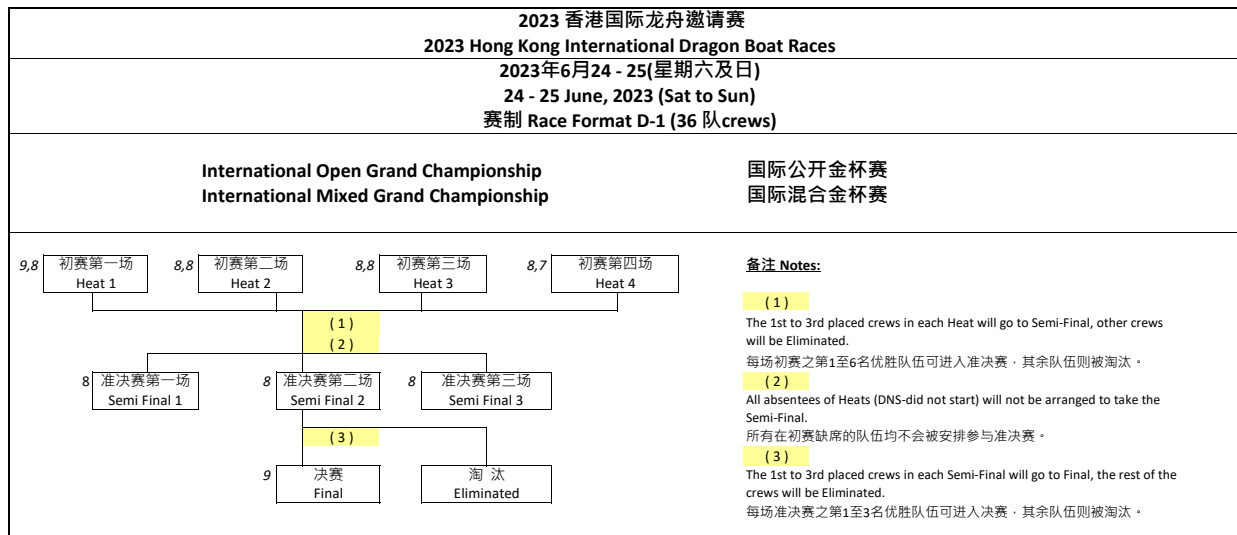 2023 香港国际龙舟邀请赛
2023 Hong Kong International Dragon Boat Races
2023年6月24 - 25(星期六及日)
24 - 25 June, 2023 (Sat to Sun)
赛制 Race Format D-1 (36 队crews)
International Open Grand Championship
国际公开金杯赛
International Mixed Grand Championship
国际混合金杯赛
9,8
初赛第一场
Heat 1
8,8
初赛第二场
Heat 2
8,8
初赛第三场
Heat 3
8,7
初赛第四场
Heat 4
( 1 )
( 2 )
8
准决赛第一场
Semi Final 1
8
准决赛第二场
Semi Final 2
8
准决赛第三场
Semi Final 3
( 3 )
9
决赛
Final
淘 汰
Eliminated
备注 Notes:
( 1 )
The 1st to 3rd placed crews in each Heat will go to Semi-Final, other crews
will be Eliminated.
每场初赛之第1至6名优胜队伍可进入准决赛，其余队伍则被淘汰。
( 2 )
All absentees of Heats (DNS-did not start) will not be arranged to take the
Semi-Final.
所有在初赛缺席的队伍均不会被安排参与准决赛。
( 3 )
The 1st to 3rd placed crews in each Semi-Final will go to Final, the rest of the
crews will be Eliminated.
每场准决赛之第1至3名优胜队伍可进入决赛，其余队伍则被淘汰。